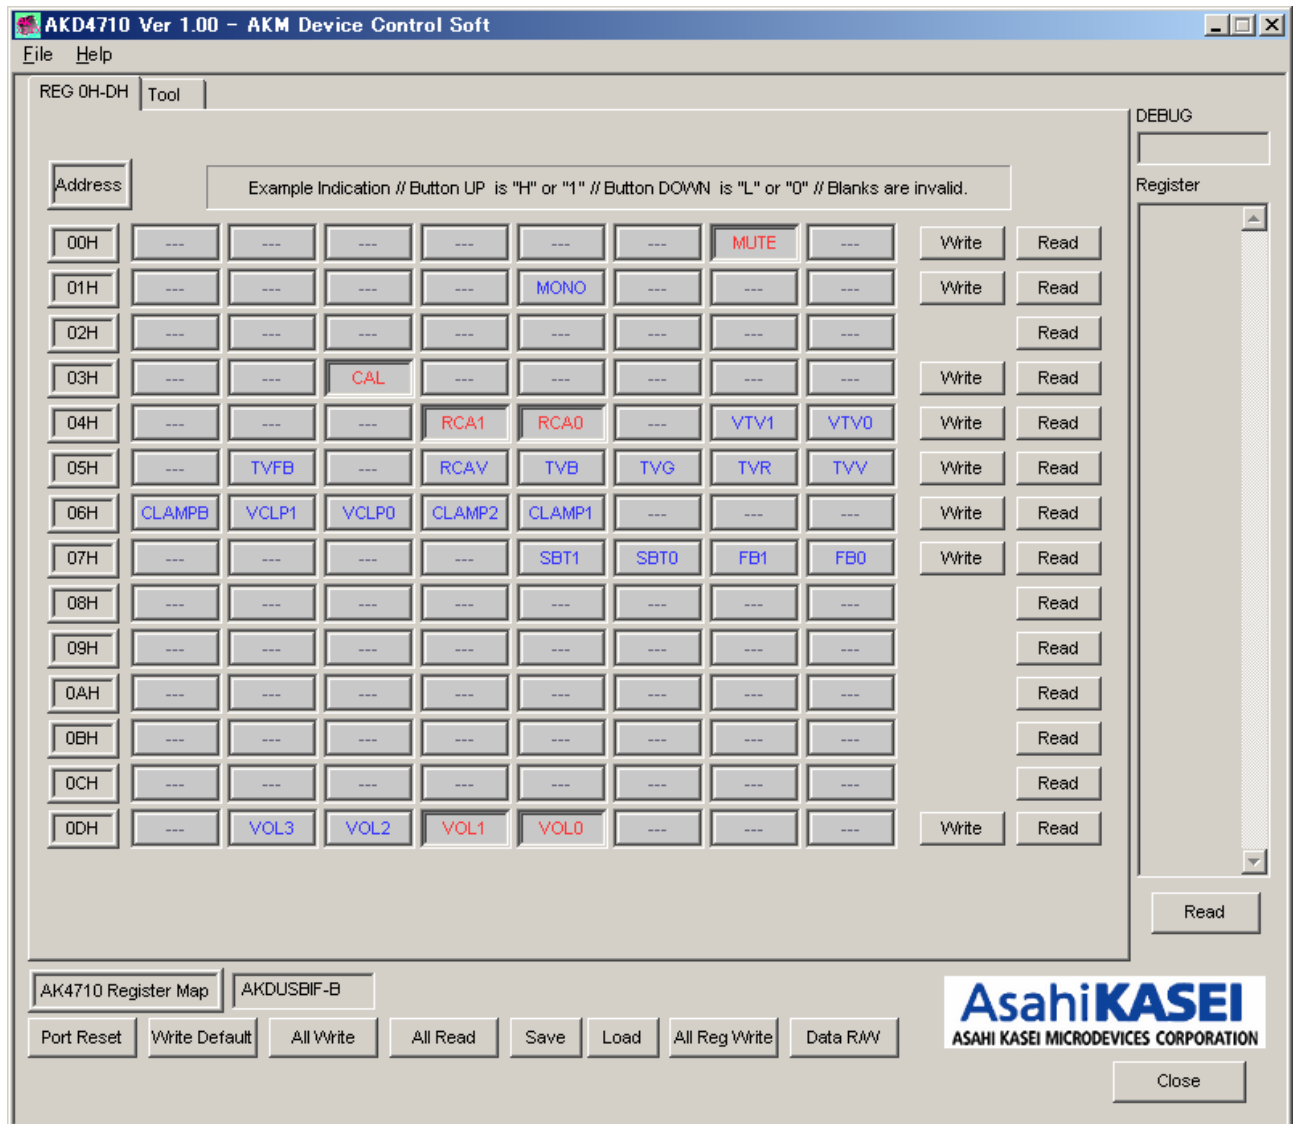 AKD4710 Ver 1.00 - AKM Device Control Soft
File Help
REG 0H-DH Tool
DEBUG
Address
Example Indication // Button UP is "H" or "1" // Button DOWN is "L" or "0" // Blanks are invalid.
Register
00H --- --- --- --- --- --- MUTE --- Write Read
01H --- --- --- --- MONO --- --- --- Write Read
02H --- --- --- --- --- --- --- --- Read
03H --- --- CAL --- --- --- --- --- Write Read
04H --- --- --- RCA1 RCA0 --- VTV1 VTV0 Write Read
05H --- TVFB --- RCAV TVB TVG TVR TVV Write Read
06H CLAMPB VCLP1 VCLP0 CLAMP2 CLAMP1 --- --- --- Write Read
07H --- --- --- --- SBT1 SBT0 FB1 FB0 Write Read
08H --- --- --- --- --- --- --- --- Read
09H --- --- --- --- --- --- --- --- Read
0AH --- --- --- --- --- --- --- --- Read
0BH --- --- --- --- --- --- --- --- Read
0CH --- --- --- --- --- --- --- --- Read
0DH --- VOL3 VOL2 VOL1 VOL0 --- --- --- Write Read
Read
AK4710 Register Map AKDUSBIF-B
AsahiKASEI
ASAHI KASEI MICRODEVICES CORPORATION
Port Reset Write Default All Write All Read Save Load All Reg Write Data R/W
Close